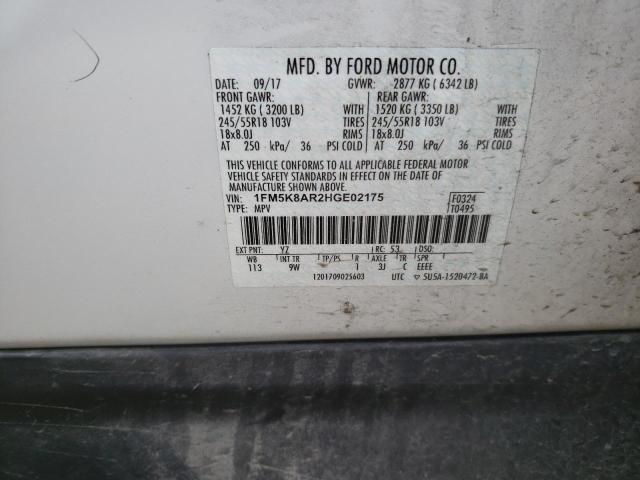 MFD. BY FORD MOTOR CO.
DATE: 09/17 GVWR: 2877 KG ( 6342 LB)
FRONT GAWR: REAR GAWR:
1452 KG ( 3200 LB) WITH 1520 KG ( 3350 LB) WITH
245/55R18 103V TIRES 245/55R18 103V TIRES
18x8.0J RIMS 18x8.0J RIMS
AT 250 kPa/ 36 PSI COLD AT 250 kPa/ 36 PSI COLD
THIS VEHICLE CONFORMS TO ALL APPLICABLE FEDERAL MOTOR
VEHICLE SAFETY STANDARDS IN EFFECT ON THE DATE OF
MANUFACTURE SHOWN ABOVE.
VIN: 1FM5K8AR2HGE02175 F0324
TYPE: MPV T0495
EXT PNT: YZ RC: 53 DSO:
WB INT TR TP/PS R AXLE TR SPR
113 9W 1 3J C EEEE
1201709025603 UTC ▽ 5U5A-1520472-BA